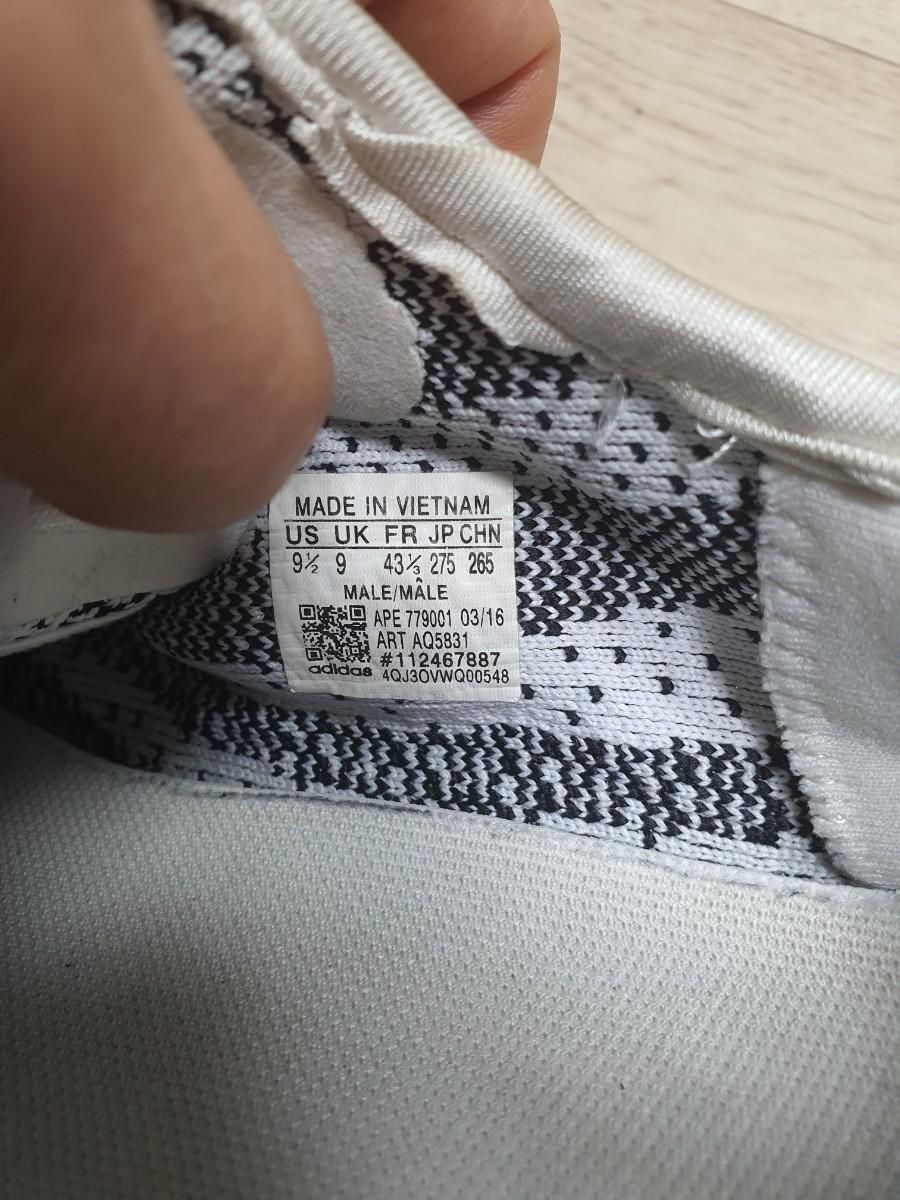 MADE IN VIETNAM
US UK FR JP CHN
9½ 9 43⅓ 275 265
MALE/MÂLE
APE 779001 03/16
ART AQ5831
#112467887
adidas 4QJ3OVWQ00548